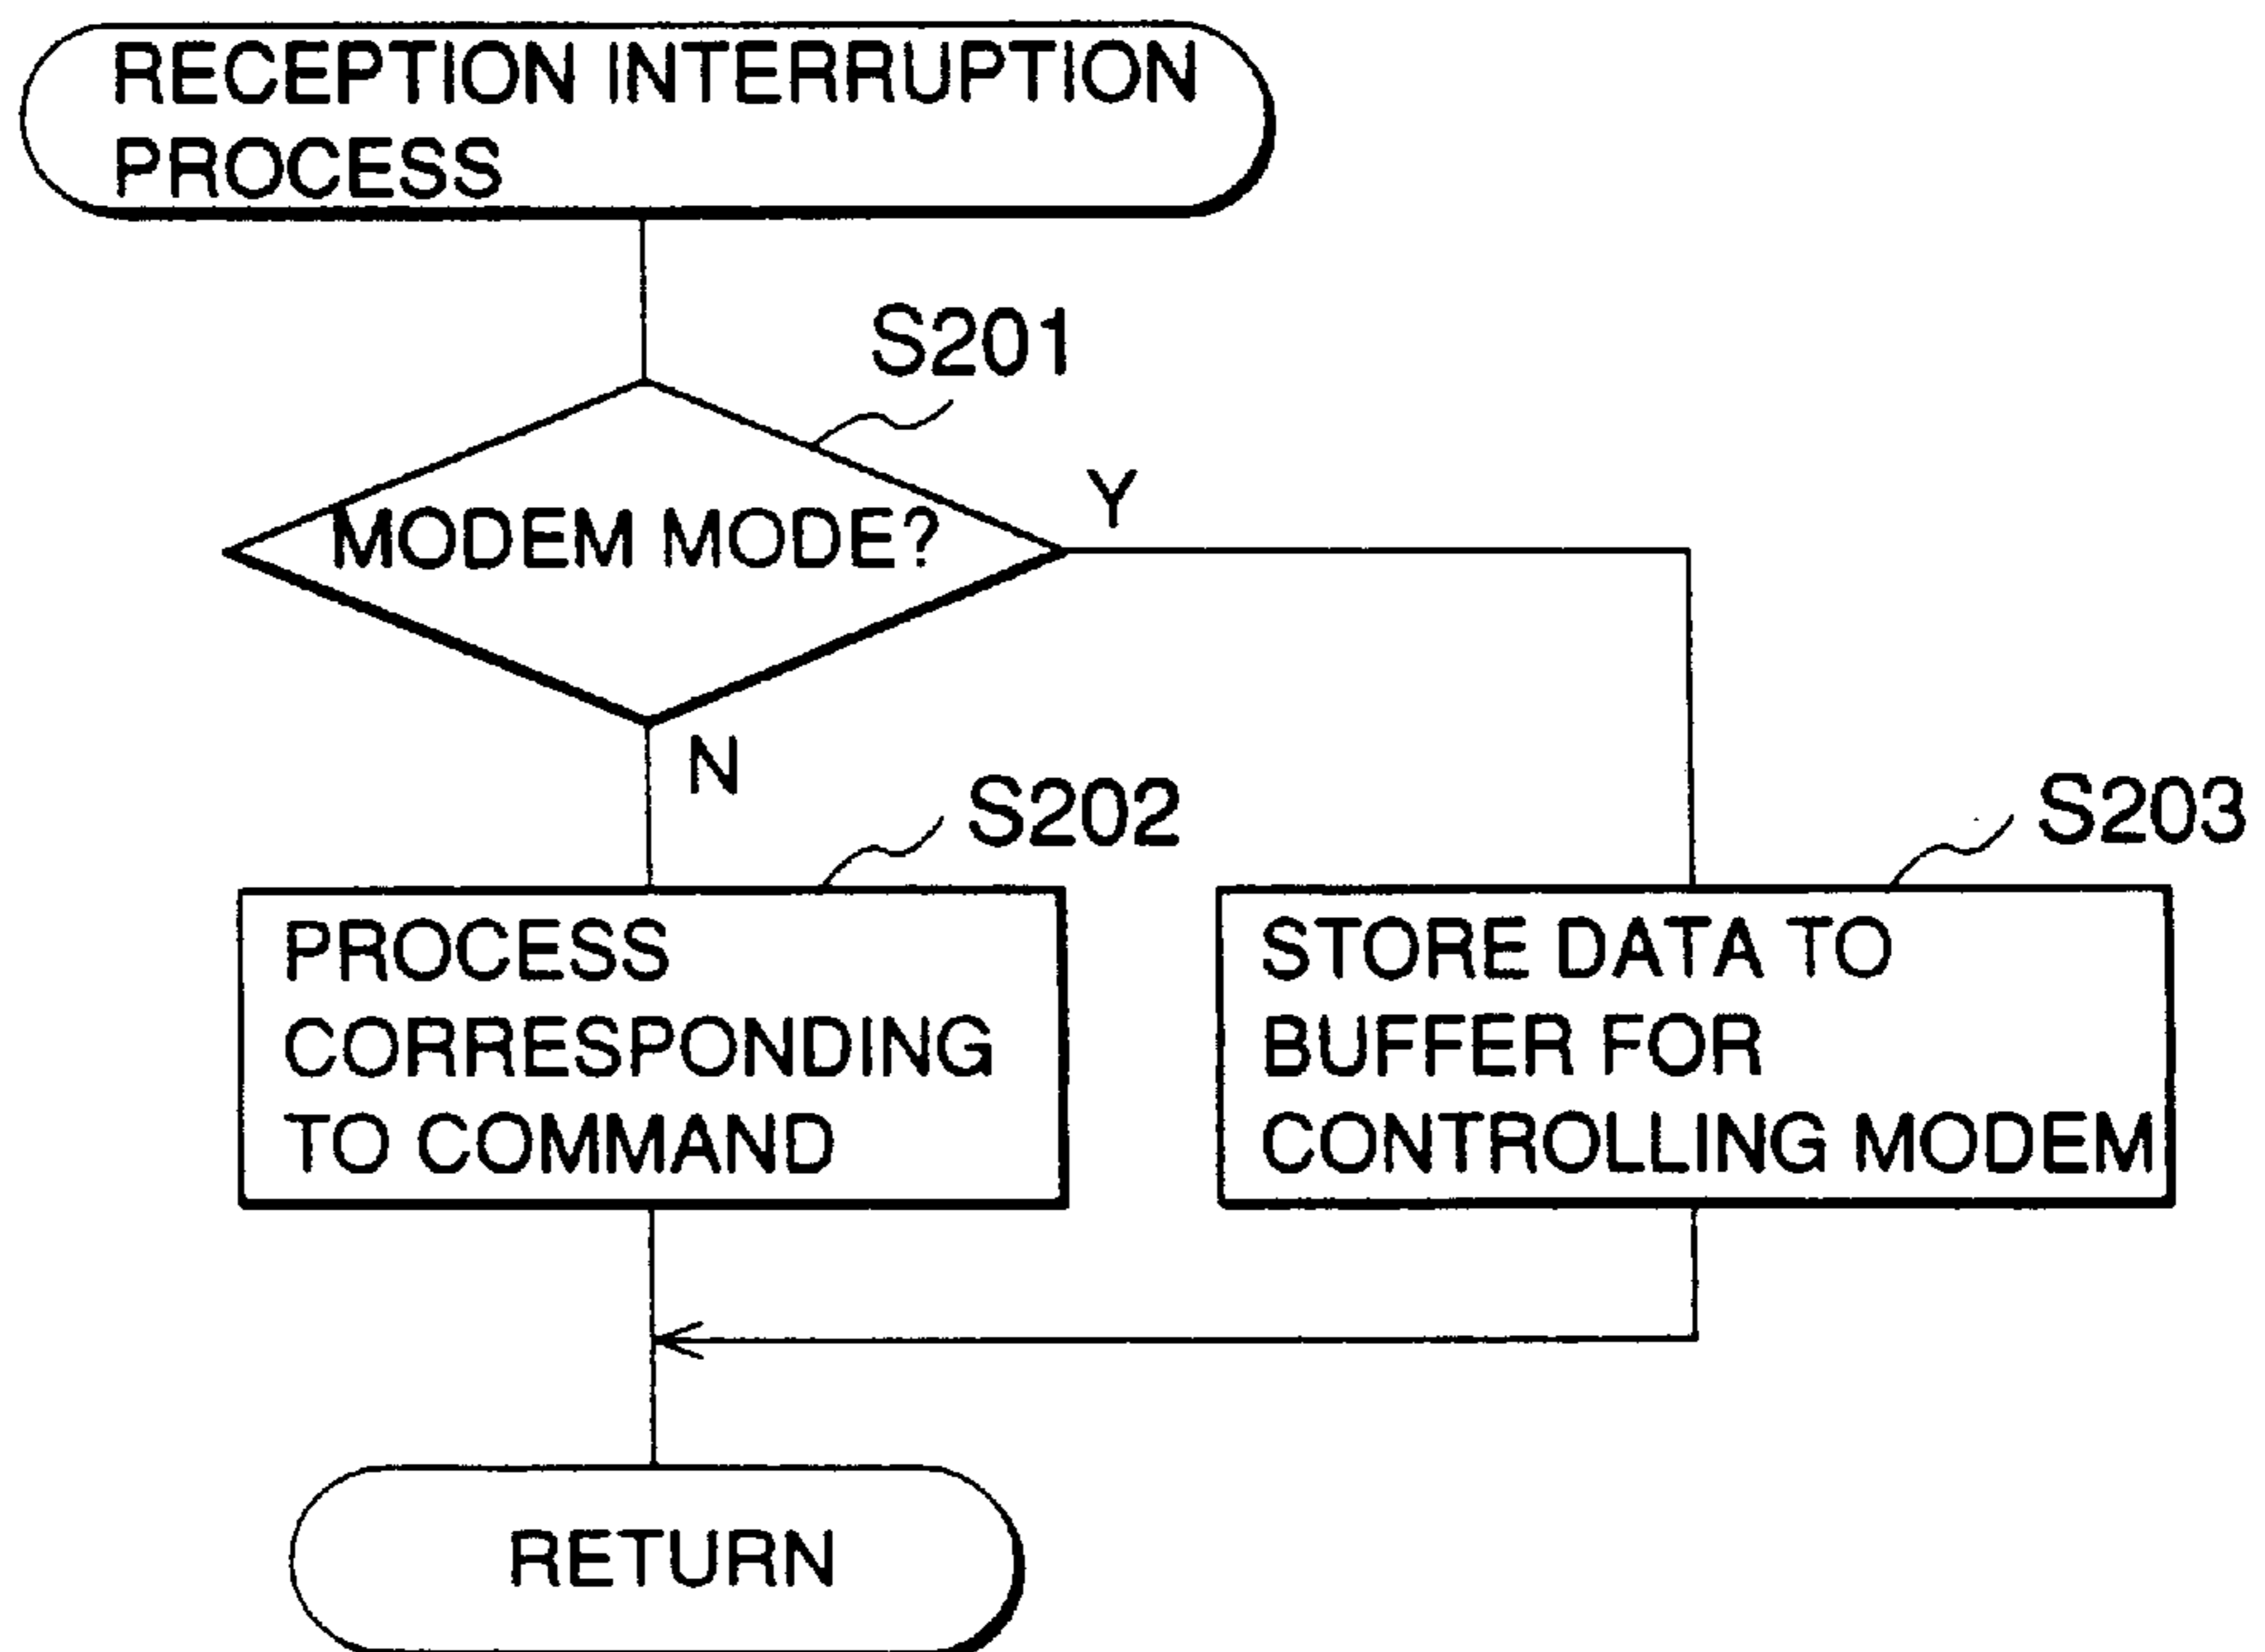 RECEPTION INTERRUPTION
PROCESS
S201
MODEM MODE?
Y
N
S202
S203
PROCESS
CORRESPONDING
TO COMMAND
STORE DATA TO
BUFFER FOR
CONTROLLING MODEM
RETURN